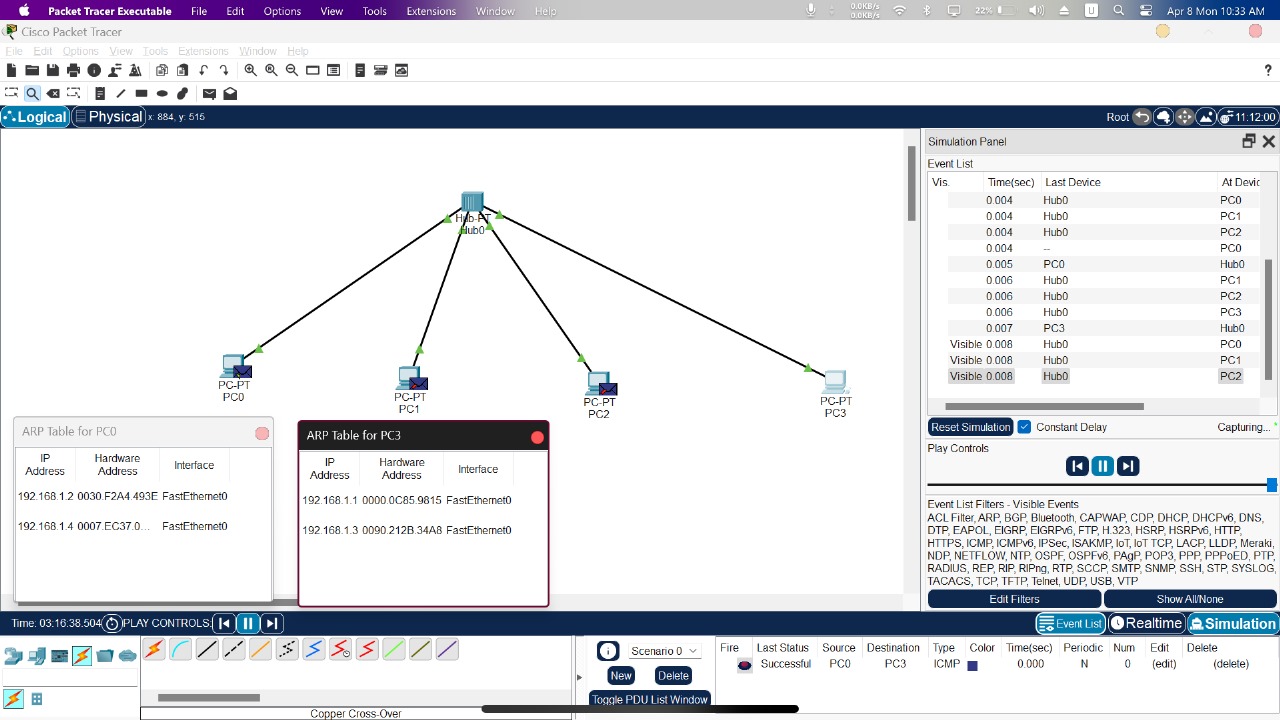 Packet Tracer Executable File Edit Options View Tools Extensions Window Help 0.0KB/s 0.0KB/s 22% U Apr 8 Mon 10:33 AM
Cisco Packet Tracer
File Edit Options View Tools Extensions Window Help
?
Logical Physical x: 884, y: 515 Root 11:12:00
Simulation Panel
Event List
Vis. Time(sec) Last Device At Devic
0.004 Hub0 PC0
0.004 Hub0 PC1
0.004 Hub0 PC2
0.004 -- PC0
0.005 PC0 Hub0
0.006 Hub0 PC1
0.006 Hub0 PC2
0.006 Hub0 PC3
0.007 PC3 Hub0
Visible 0.008 Hub0 PC0
Visible 0.008 Hub0 PC1
Visible 0.008 Hub0 PC2
Reset Simulation Constant Delay Capturing...
Play Controls
Event List Filters - Visible Events
ACL Filter, ARP, BGP, Bluetooth, CAPWAP, CDP, DHCP, DHCPv6, DNS,
DTP, EAPOL, EIGRP, EIGRPv6, FTP, H.323, HSRP, HSRPv6, HTTP,
HTTPS, ICMP, ICMPv6, IPSec, ISAKMP, IoT, IoT TCP, LACP, LLDP, Meraki,
NDP, NETFLOW, NTP, OSPF, OSPFv6, PAgP, POP3, PPP, PPPoED, PTP,
RADIUS, REP, RIP, RIPng, RTP, SCCP, SMTP, SNMP, SSH, STP, SYSLOG,
TACACS, TCP, TFTP, Telnet, UDP, USB, VTP
Edit Filters Show All/None
Hub-PT
Hub0
PC-PT
PC0
PC-PT
PC1
PC-PT
PC2
PC-PT
PC3
ARP Table for PC0
IP Address Hardware Address Interface
192.168.1.2 0030.F2A4.493E FastEthernet0
192.168.1.4 0007.EC37.0... FastEthernet0
ARP Table for PC3
IP Address Hardware Address Interface
192.168.1.1 0000.0C85.9815 FastEthernet0
192.168.1.3 0090.212B.34A8 FastEthernet0
Time: 03:16:38.504 PLAY CONTROLS: Event List Realtime Simulation
Scenario 0
New Delete
Toggle PDU List Window
Fire Last Status Source Destination Type Color Time(sec) Periodic Num Edit Delete
Successful PC0 PC3 ICMP 0.000 N 0 (edit) (delete)
Copper Cross-Over